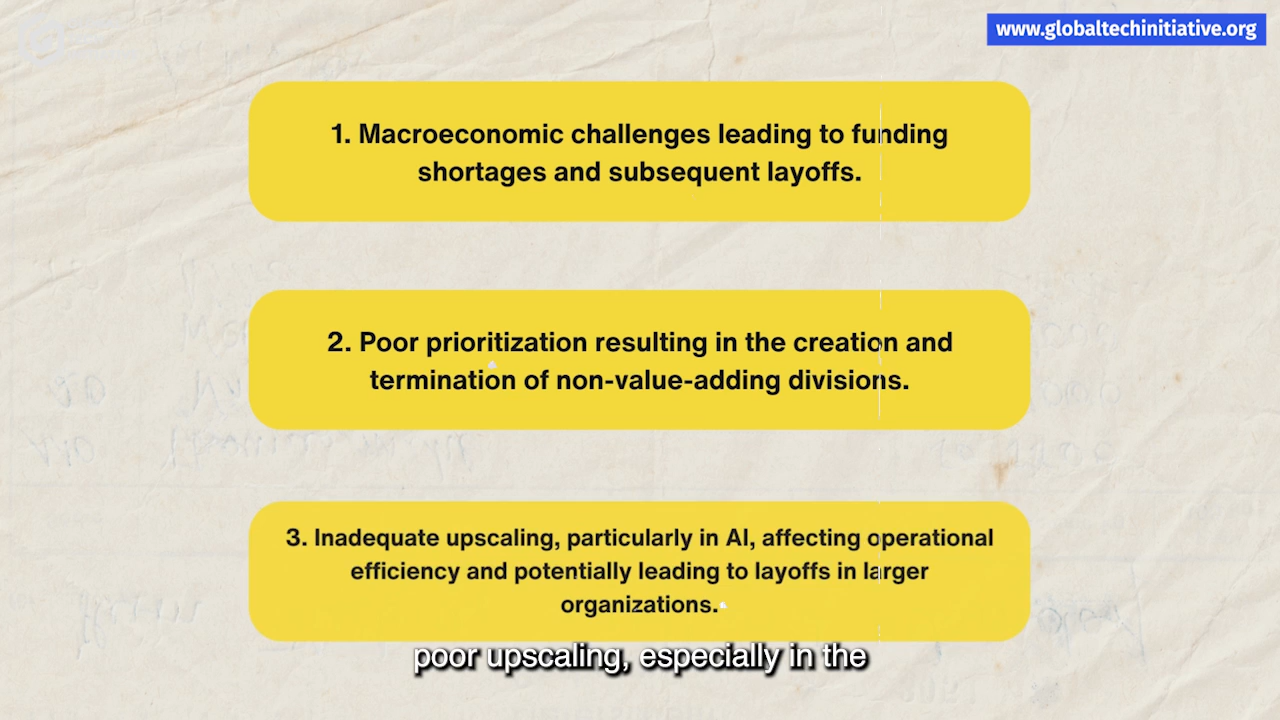 www.globaltechinitiative.org
1. Macroeconomic challenges leading to funding
shortages and subsequent layoffs.
2. Poor prioritization resulting in the creation and
termination of non-value-adding divisions.
3. Inadequate upscaling, particularly in AI, affecting operational
efficiency and potentially leading to layoffs in larger
organizations.
poor upscaling, especially in the